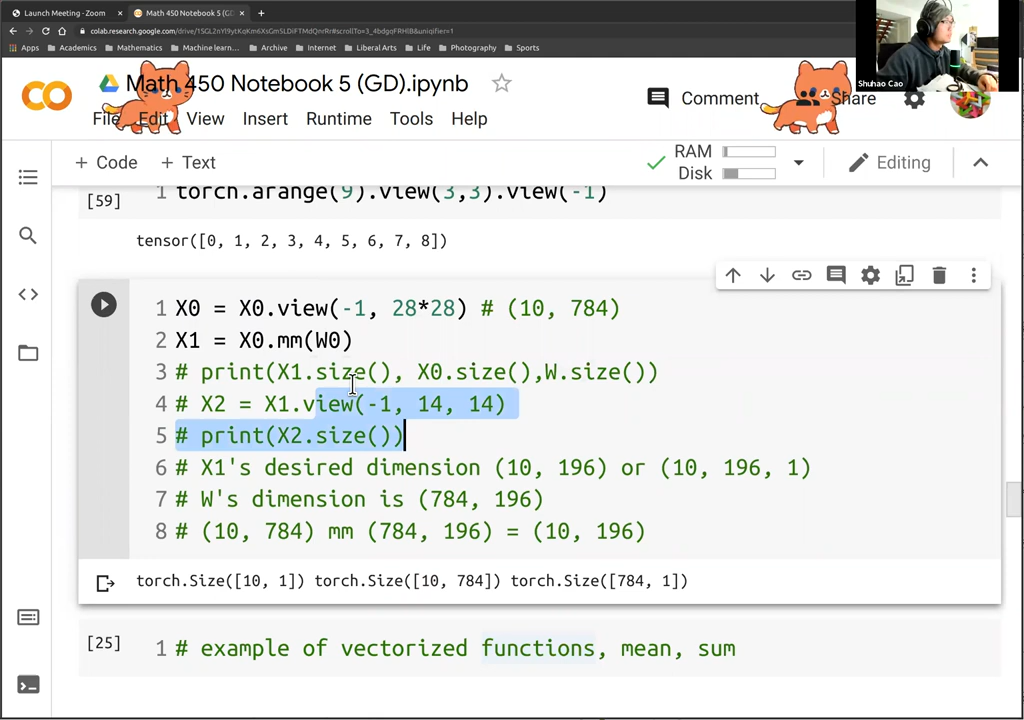 Launch Meeting - Zoom
Math 450 Notebook 5 (GD).
colab.research.google.com/drive/
Apps Academics Mathematics Machine learn... Archive Internet Liberal Arts Life Photography Sports
Shuhao Cao
Math 450 Notebook 5 (GD).ipynb
Comment Share
File Edit View Insert Runtime Tools Help
+ Code + Text
RAM
Disk
Editing
[59]
1 torch.arange(9).view(3,3).view(-1)
tensor([0, 1, 2, 3, 4, 5, 6, 7, 8])
1 X0 = X0.view(-1, 28*28) # (10, 784)
2 X1 = X0.mm(W0)
3 # print(X1.size(), X0.size(),W.size())
4 # X2 = X1.view(-1, 14, 14)
5 # print(X2.size())
6 # X1's desired dimension (10, 196) or (10, 196, 1)
7 # W's dimension is (784, 196)
8 # (10, 784) mm (784, 196) = (10, 196)
torch.Size([10, 1]) torch.Size([10, 784]) torch.Size([784, 1])
[25]
1 # example of vectorized functions, mean, sum